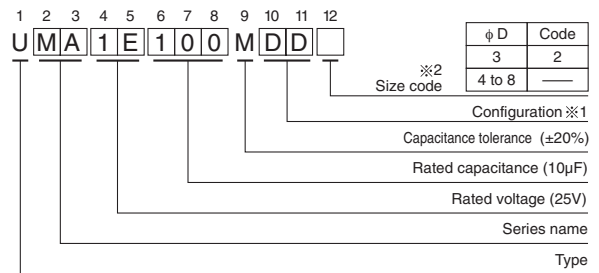 1 2 3 4 5 6 7 8 9 10 11 12
U M A 1 E 1 0 0 M D D
φ D Code
3 2
4 to 8 ——
※2
Size code
Configuration ※1
Capacitance tolerance (±20%)
Rated capacitance (10µF)
Rated voltage (25V)
Series name
Type